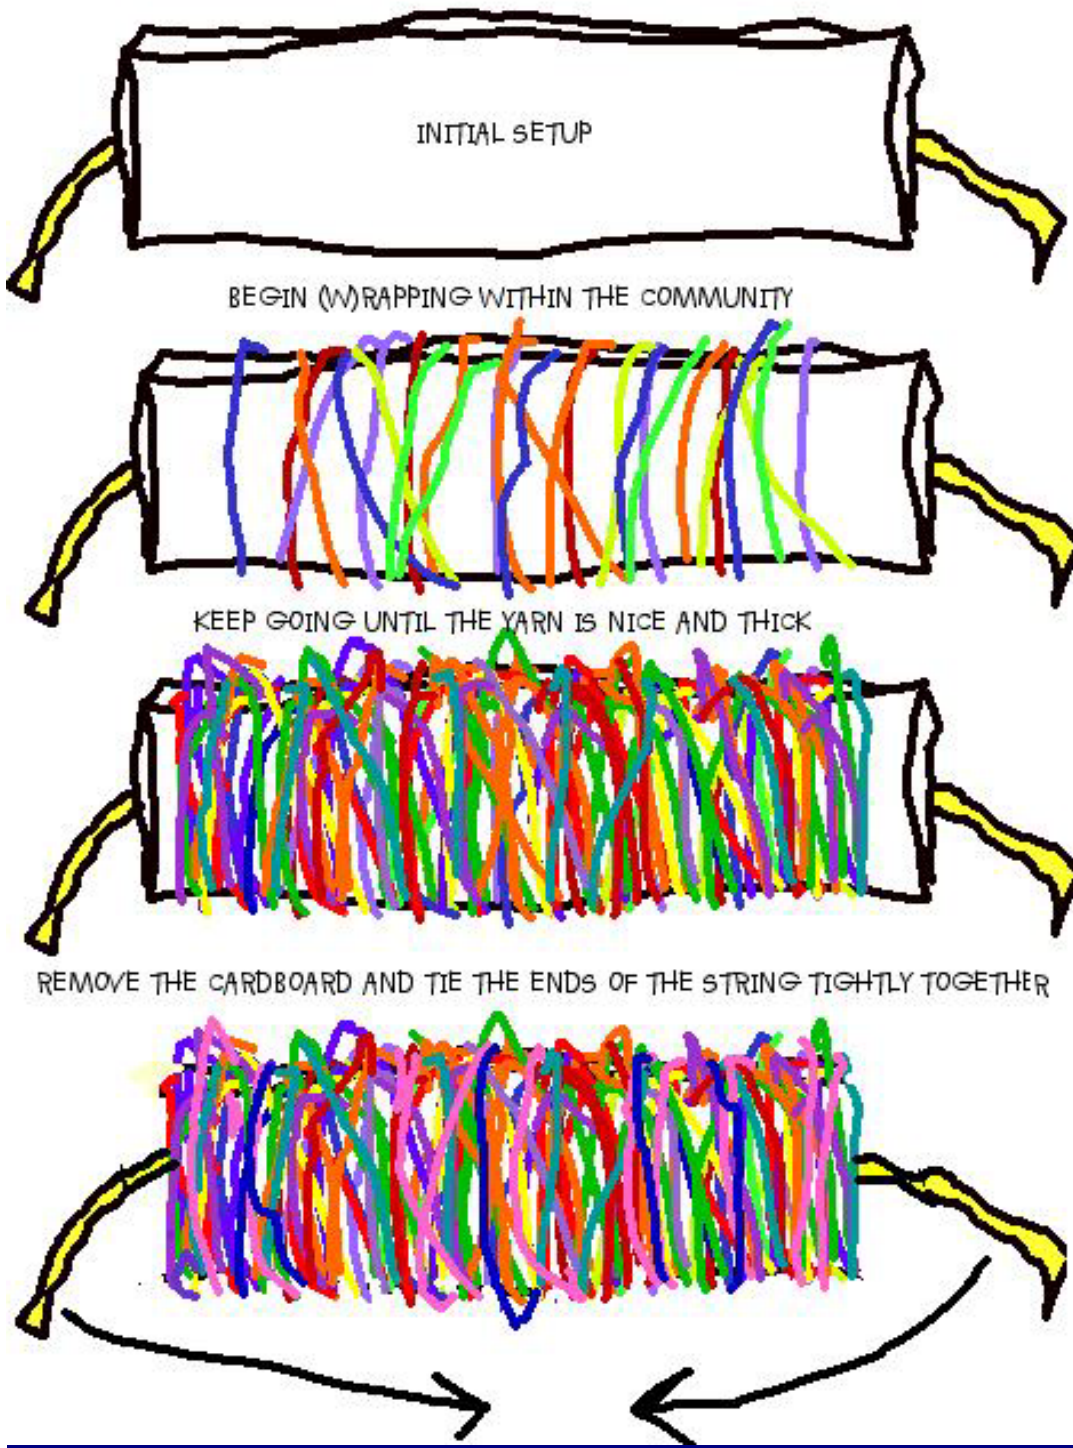 INITIAL SETUP
BEGIN (W)RAPPING WITHIN THE COMMUNITY
KEEP GOING UNTIL THE YARN IS NICE AND THICK
REMOVE THE CARDBOARD AND TIE THE ENDS OF THE STRING TIGHTLY TOGETHER